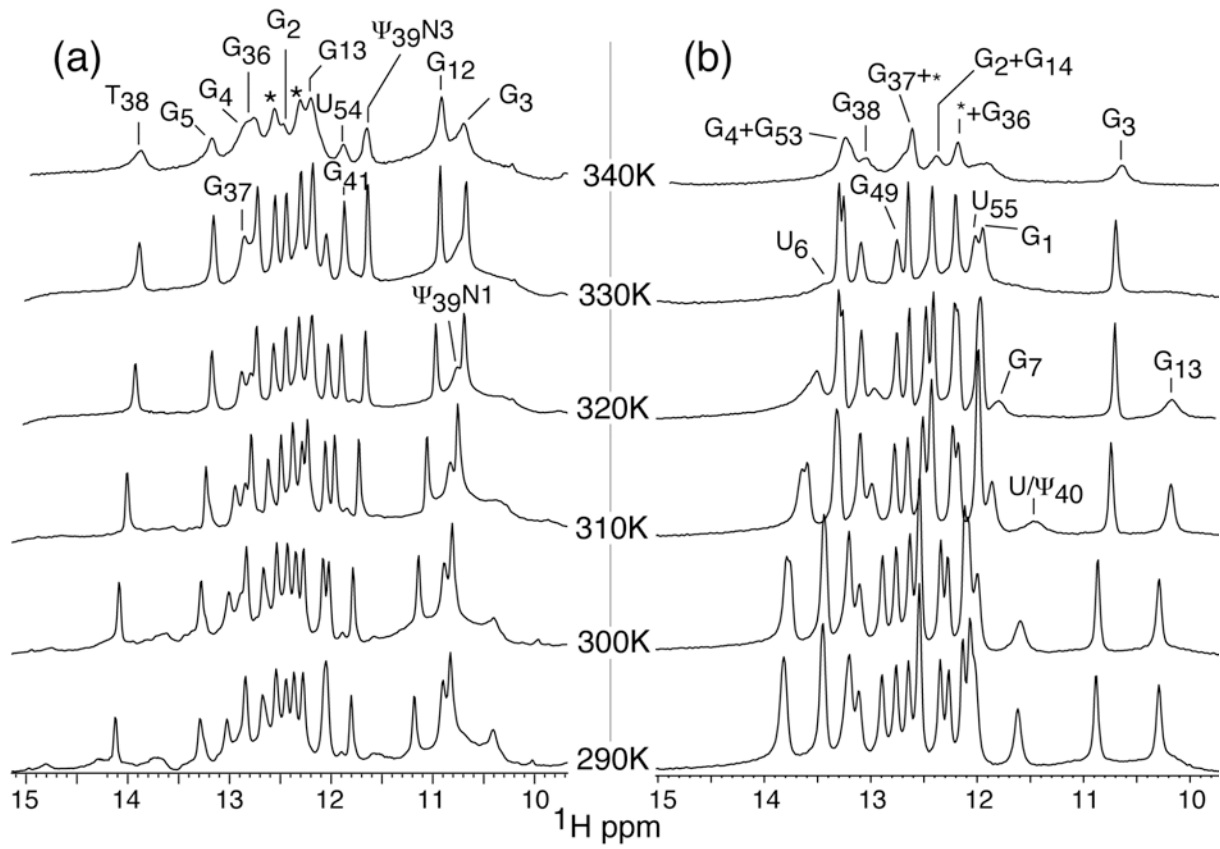 (a)
T38
G5
G4
G36
G2
*
*
G13
U54
Ψ39N3
G12
G3
340K
G37
G41
330K
Ψ39N1
320K
310K
300K
290K
15 14 13 12 11 10
(b)
G4+G53
G38
G37+*
G2+G14
*+G36
G3
U6
G49
U55
G1
G7
G13
U/Ψ40
15 14 13 12 11 10
1H ppm